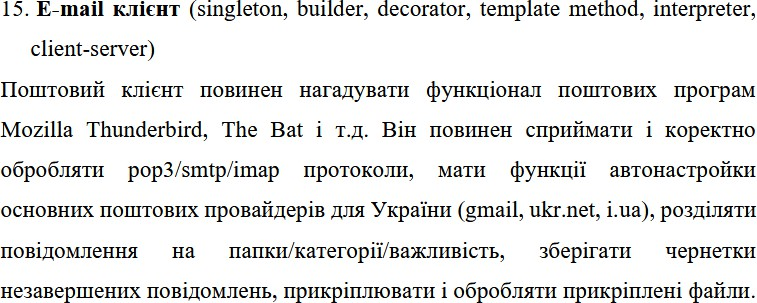 15. E-mail клієнт (singleton, builder, decorator, template method, interpreter,
client-server)
Поштовий клієнт повинен нагадувати функціонал поштових програм
Mozilla Thunderbird, The Bat і т.д. Він повинен сприймати і коректно
обробляти pop3/smtp/imap протоколи, мати функції автонастройки
основних поштових провайдерів для України (gmail, ukr.net, i.ua), розділяти
повідомлення на папки/категорії/важливість, зберігати чернетки
незавершених повідомлень, прикріплювати і обробляти прикріплені файли.